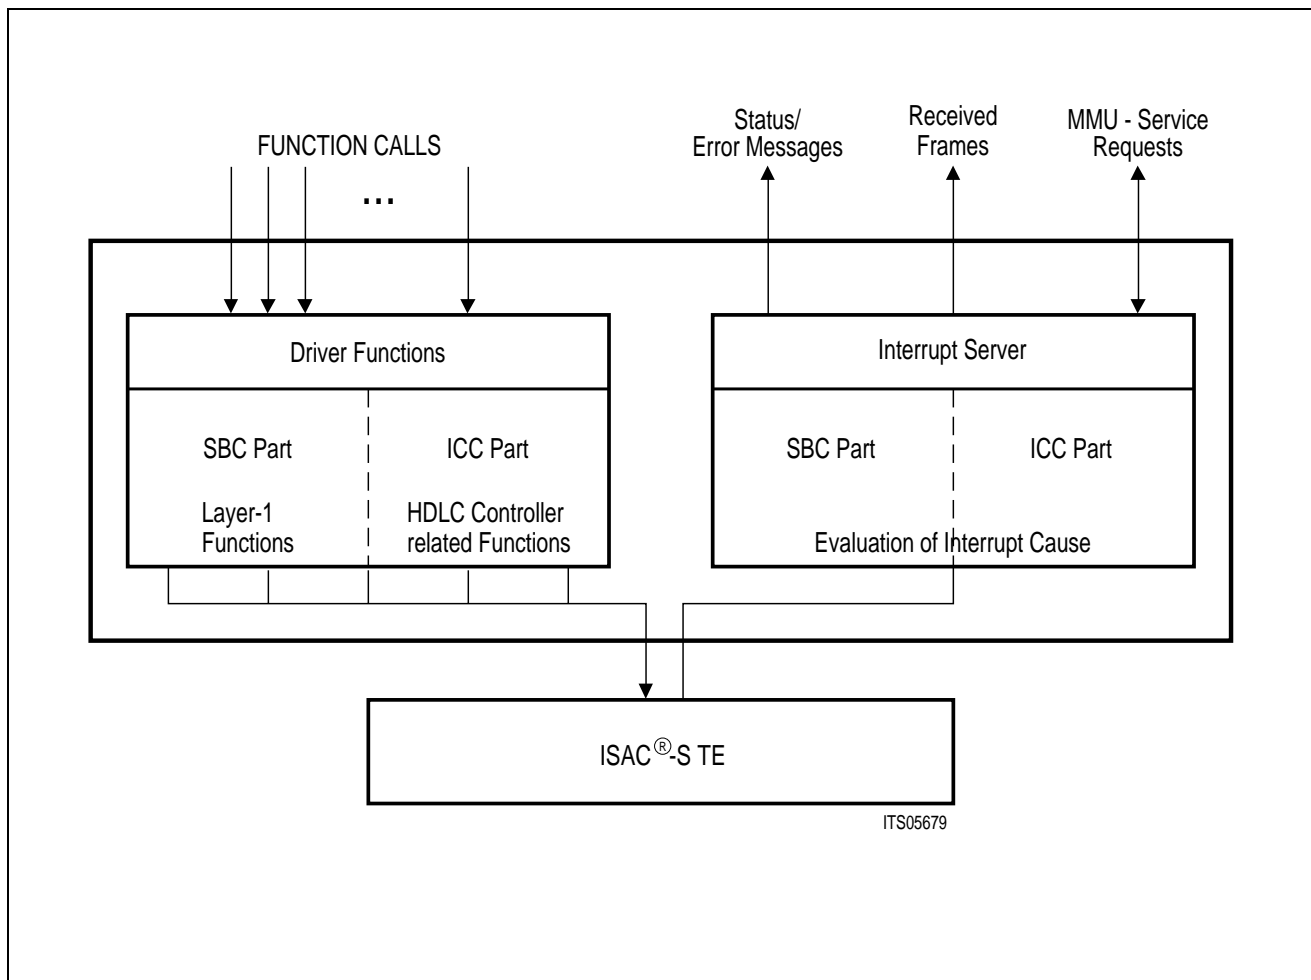 FUNCTION CALLS
...
Status/
Error Messages
Received
Frames
MMU - Service
Requests
Driver Functions
SBC Part
ICC Part
Layer-1
Functions
HDLC Controller
related Functions
Interrupt Server
SBC Part
ICC Part
Evaluation of Interrupt Cause
ISAC®-S TE
ITS05679